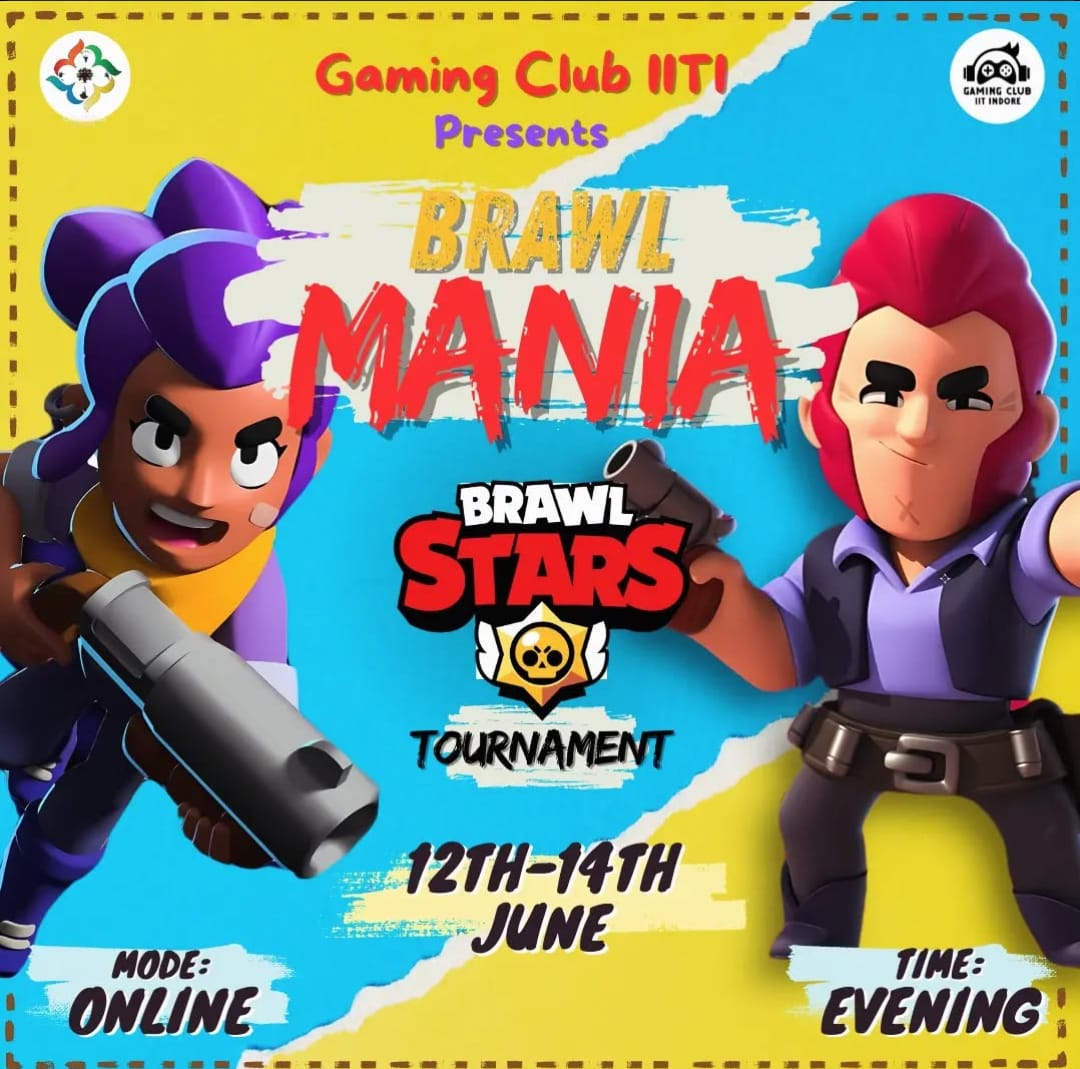 Gaming Club IITI
Presents
GAMING CLUB
IIT INDORE
BRAWL
MANIA
BRAWL
STARS
TOURNAMENT
12TH-14TH
JUNE
MODE:
ONLINE
TIME:
EVENING